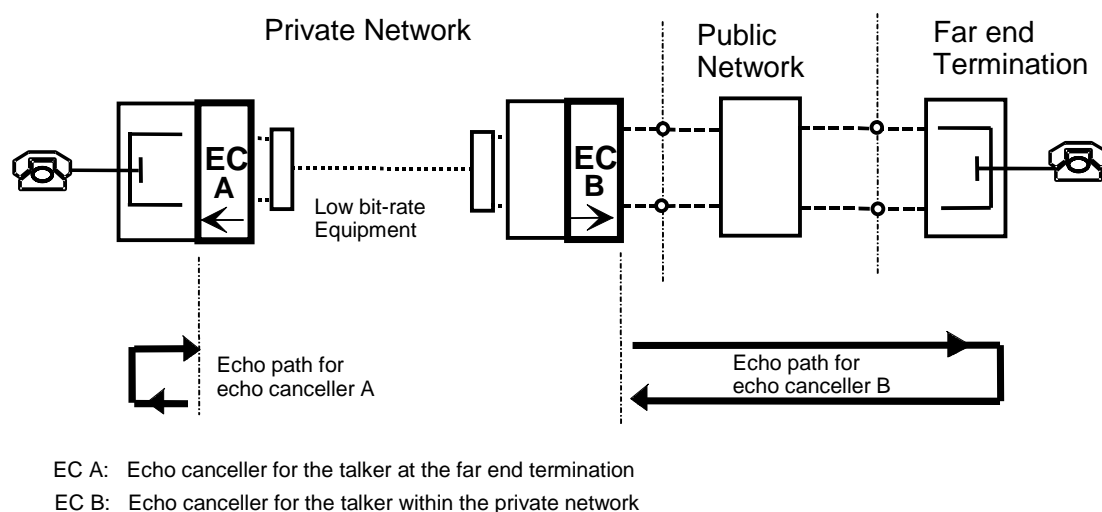 Private Network
Public
Network
Far end
Termination
EC
A
EC
B
Low bit-rate
Equipment
Echo path for
echo canceller A
Echo path for
echo canceller B
EC A: Echo canceller for the talker at the far end termination
EC B: Echo canceller for the talker within the private network